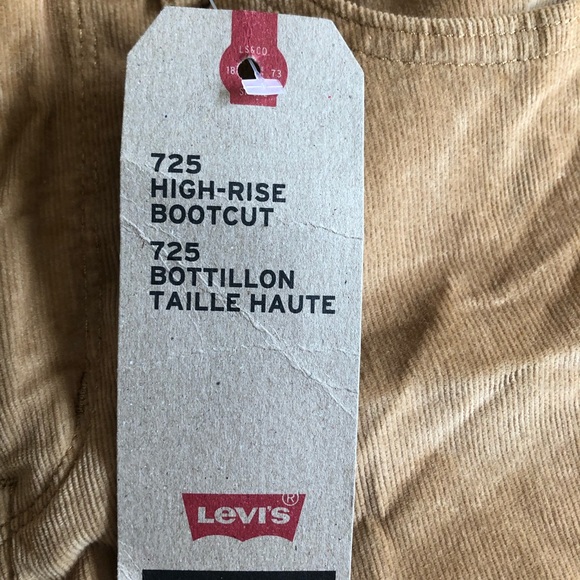 LS&CO
18 73
725
HIGH-RISE
BOOTCUT
725
BOTTILLON
TAILLE HAUTE
Levi's ®